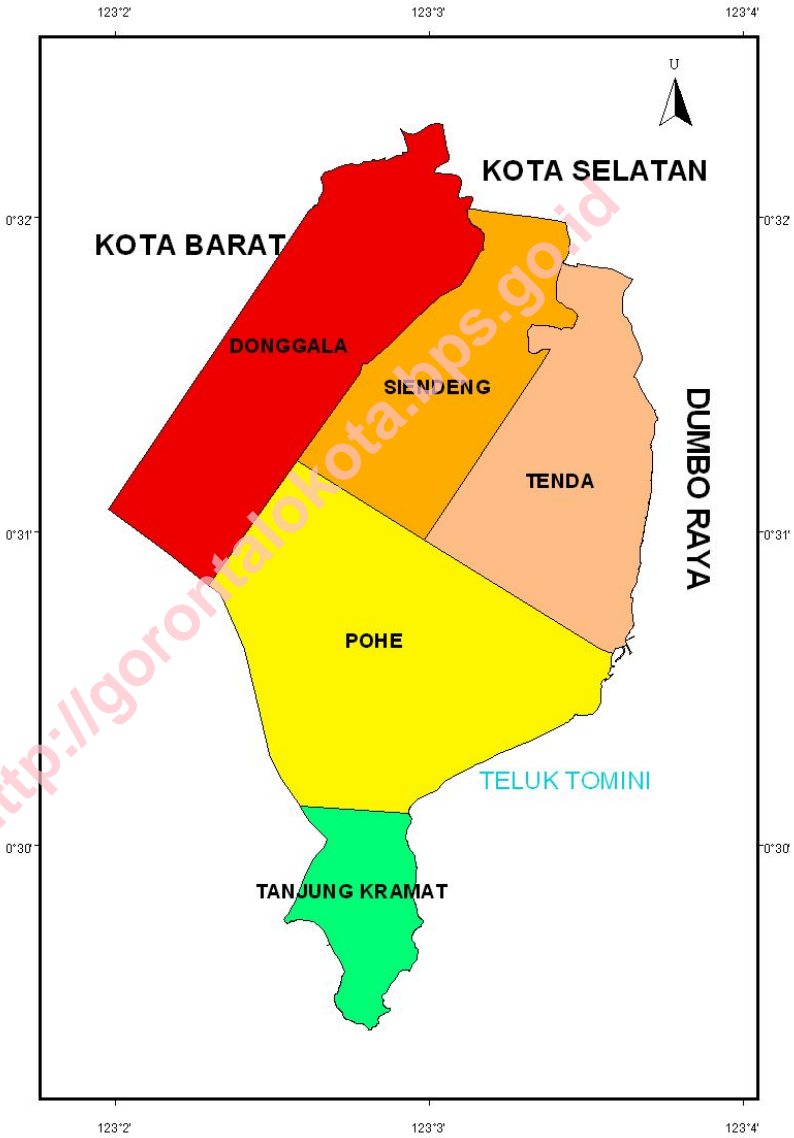 123°2'
123°3'
123°4'
U
KOTA SELATAN
0°32'
0°32'
KOTA BARAT
DONGGALA
SIENDENG
DUMBO RAYA
TENDA
0°31'
0°31'
POHE
TELUK TOMINI
0°30'
0°30'
TANJUNG KRAMAT
http://gorontalokota.bps.go.id
123°2'
123°3'
123°4'